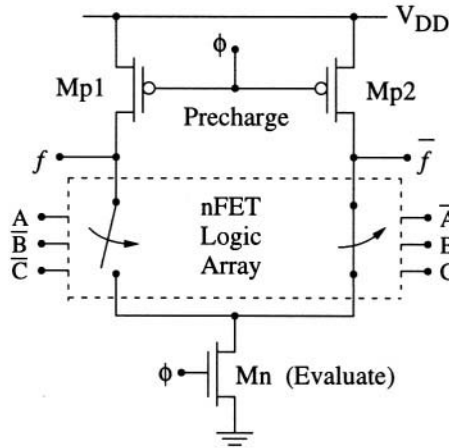 V_DD
ϕ
Mp1
Mp2
Precharge
f
f̅
nFET
Logic
Array
A
B̅
C̅
A̅
ϕ
Mn (Evaluate)